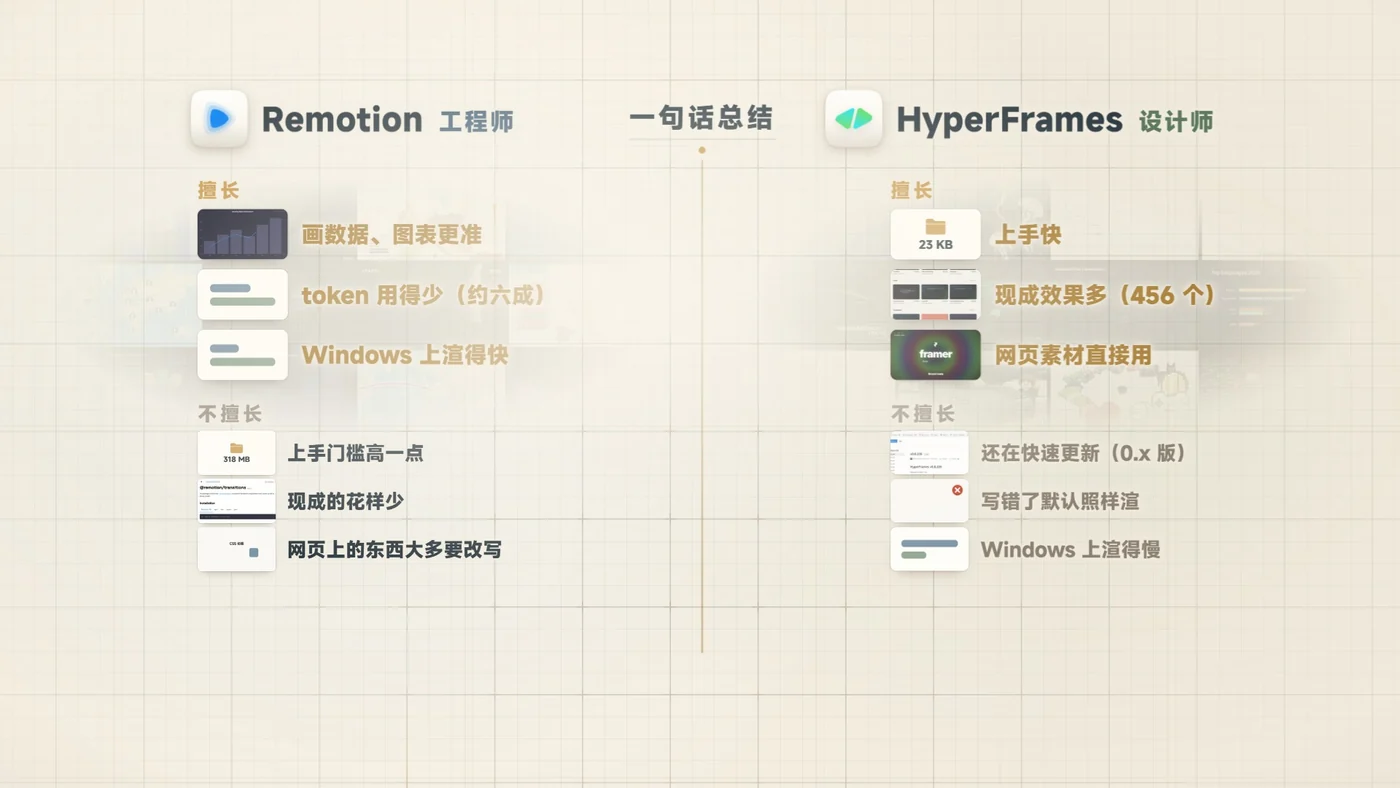 Remotion 工程师
一句话总结
HyperFrames 设计师
擅长
画数据、图表更准
token 用得少（约六成）
Windows 上渲得快
不擅长
318 MB
上手门槛高一点
@remotion/transitions
现成的花样少
网页上的东西大多要改写
擅长
23 KB
上手快
现成效果多（456 个）
framer
网页素材直接用
不擅长
还在快速更新（0.x 版）
写错了默认照样渲
Windows 上渲得慢